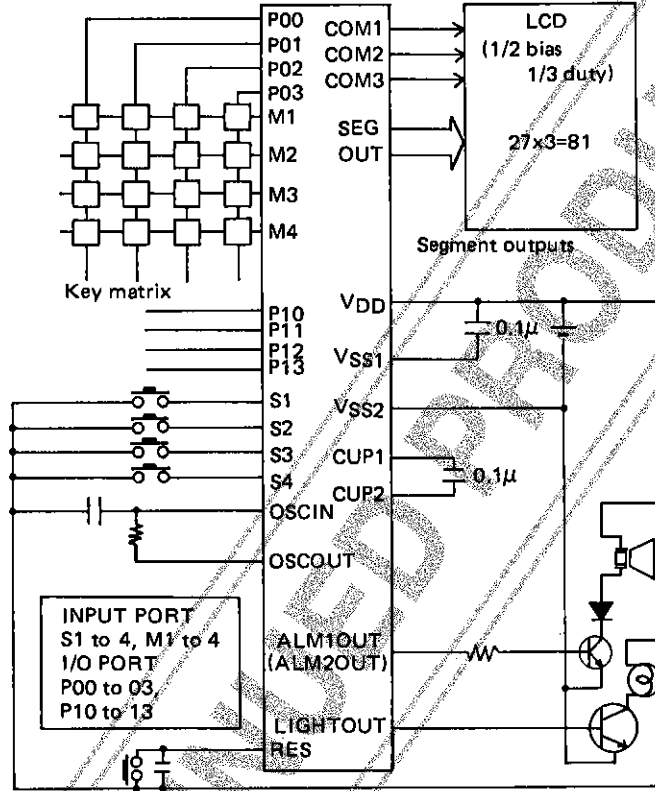 P00
P01
P02
P03
M1
M2
M3
M4
Key matrix
P10
P11
P12
P13
S1
S2
S3
S4
OSCIN
OSCOUT
INPUT PORT
S1 to 4, M1 to 4
I/O PORT
P00 to 03,
P10 to 13
RES
COM1
COM2
COM3
SEG
OUT
LCD
(1/2 bias
1/3 duty)
27x3=81
Segment outputs
VDD
0.1μ
VSS1
VSS2
CUP1
0.1μ
CUP2
ALM1OUT
(ALM2OUT)
LIGHTOUT